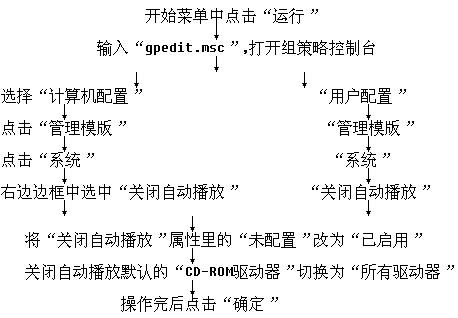 开始菜单中点击“运行”
输入“gpedit.msc”,打开组策略控制台
选择“计算机配置” “用户配置”
点击“管理模版” “管理模版”
点击“系统” “系统”
右边边框中选中“关闭自动播放” “关闭自动播放”
将“关闭自动播放”属性里的“未配置”改为“已启用”
关闭自动播放默认的“CD-ROM驱动器”切换为“所有驱动器”
操作完后点击“确定”